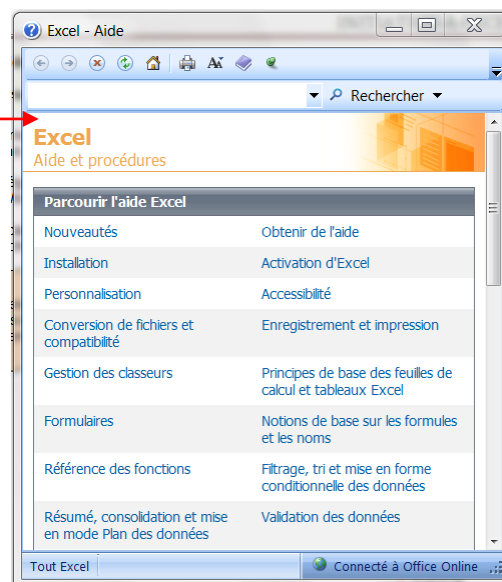 Excel - Aide
Rechercher
Excel
Aide et procédures
Parcourir l'aide Excel
Nouveautés
Obtenir de l'aide
Installation
Activation d'Excel
Personnalisation
Accessibilité
Conversion de fichiers et
compatibilité
Enregistrement et impression
Gestion des classeurs
Principes de base des feuilles de
calcul et tableaux Excel
Formulaires
Notions de base sur les formules
et les noms
Référence des fonctions
Filtrage, tri et mise en forme
conditionnelle des données
Résumé, consolidation et mise
en mode Plan des données
Validation des données
Tout Excel
Connecté à Office Online